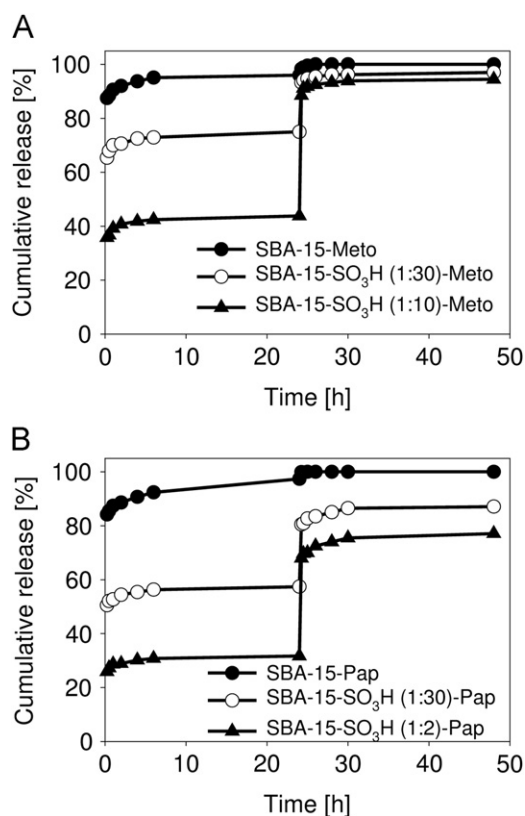 A
Cumulative release [%]
100
80
60
40
20
0
SBA-15-Meto
SBA-15-SO₃H (1:30)-Meto
SBA-15-SO₃H (1:10)-Meto
0 10 20 30 40 50
Time [h]
B
Cumulative release [%]
100
80
60
40
20
0
SBA-15-Pap
SBA-15-SO₃H (1:30)-Pap
SBA-15-SO₃H (1:2)-Pap
0 10 20 30 40 50
Time [h]